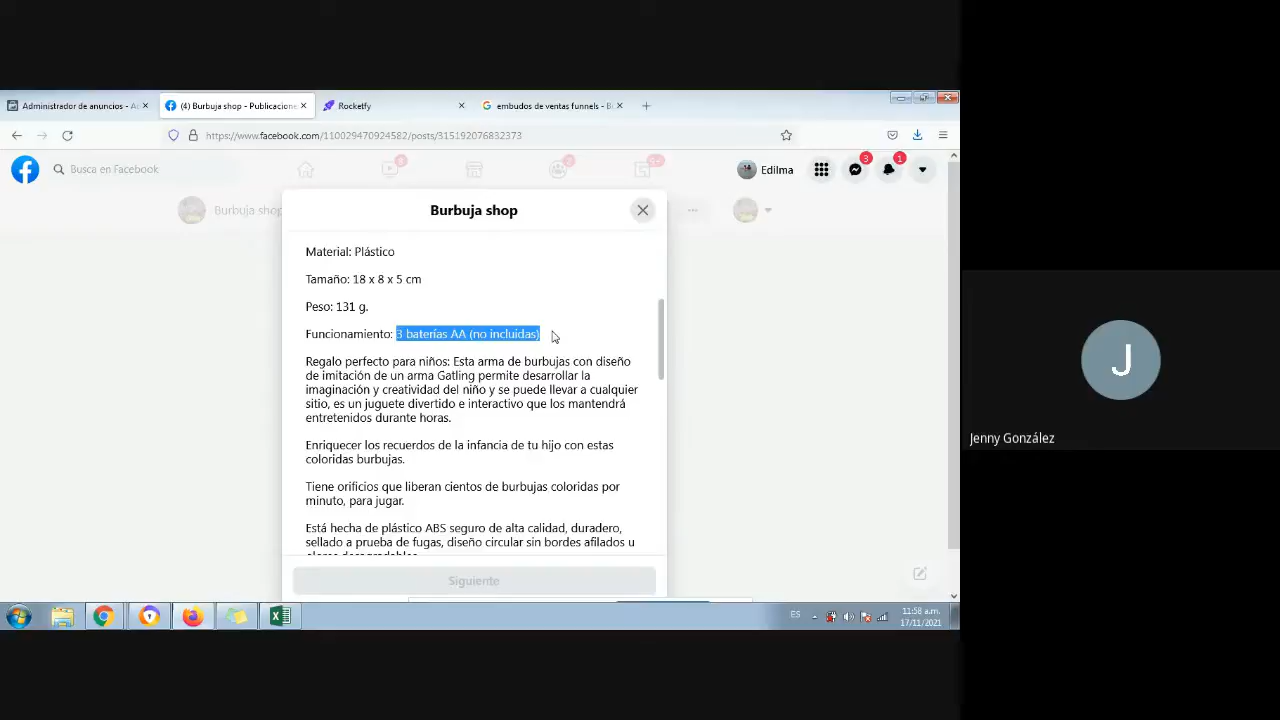 Administrador de anuncios - Ac
(4) Burbuja shop - Publicacione
Rocketfy
embudos de ventas funnels - B
https://www.facebook.com/110029470924582/posts/315192076832373
Busca en Facebook
Edilma
3
1
Burbuja shop
Burbuja shop
Material: Plástico
Tamaño: 18 x 8 x 5 cm
Peso: 131 g.
Funcionamiento: 3 baterías AA (no incluidas)
Regalo perfecto para niños: Esta arma de burbujas con diseño
de imitación de un arma Gatling permite desarrollar la
imaginación y creatividad del niño y se puede llevar a cualquier
sitio, es un juguete divertido e interactivo que los mantendrá
entretenidos durante horas.
Enriquecer los recuerdos de la infancia de tu hijo con estas
coloridas burbujas.
Tiene orificios que liberan cientos de burbujas coloridas por
minuto, para jugar.
Está hecha de plástico ABS seguro de alta calidad, duradero,
sellado a prueba de fugas, diseño circular sin bordes afilados u
Siguiente
ES
11:58 a.m.
17/11/2021
J
Jenny González